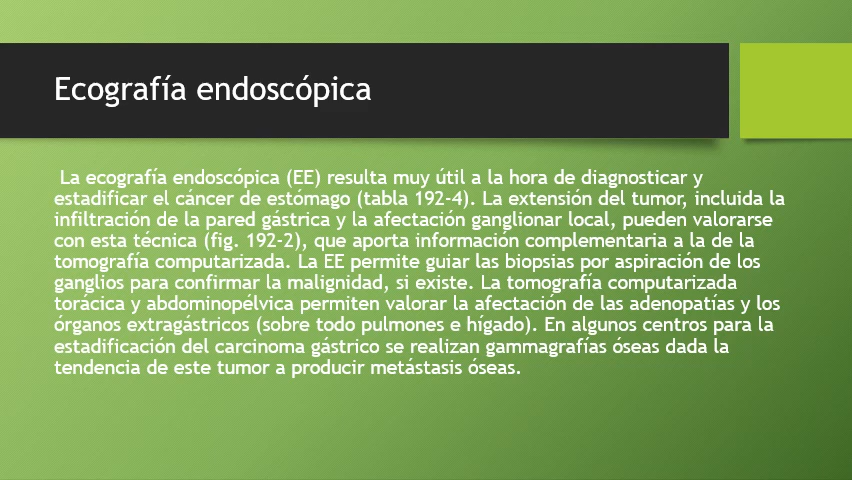 Ecografía endoscópica
La ecografía endoscópica (EE) resulta muy útil a la hora de diagnosticar y
estadificar el cáncer de estómago (tabla 192-4). La extensión del tumor, incluida la
infiltración de la pared gástrica y la afectación ganglionar local, pueden valorarse
con esta técnica (fig. 192-2), que aporta información complementaria a la de la
tomografía computarizada. La EE permite guiar las biopsias por aspiración de los
ganglios para confirmar la malignidad, si existe. La tomografía computarizada
torácica y abdominopélvica permiten valorar la afectación de las adenopatías y los
órganos extragástricos (sobre todo pulmones e hígado). En algunos centros para la
estadificación del carcinoma gástrico se realizan gammagrafías óseas dada la
tendencia de este tumor a producir metástasis óseas.